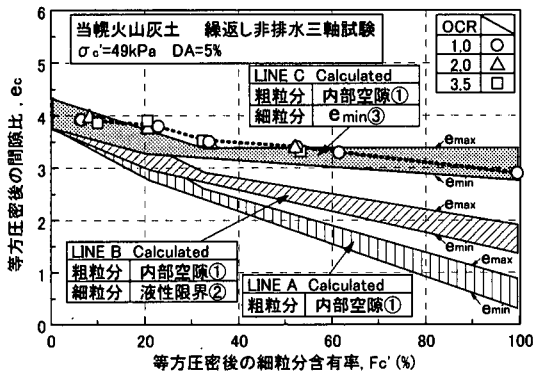 当幌火山灰土 繰返し非排水三軸試験
σc'=49kPa DA=5%
OCR
1.0
2.0
3.5
LINE C Calculated
粗粒分 内部空隙①
細粒分 emin③
emax
emin
emax
emin
emax
emin
LINE B Calculated
粗粒分 内部空隙①
細粒分 液性限界②
LINE A Calculated
粗粒分 内部空隙①
等方圧密後の間隙比, ec
6
5
4
3
2
1
0
0 20 40 60 80 100
等方圧密後の細粒分含有率, Fc'(%)